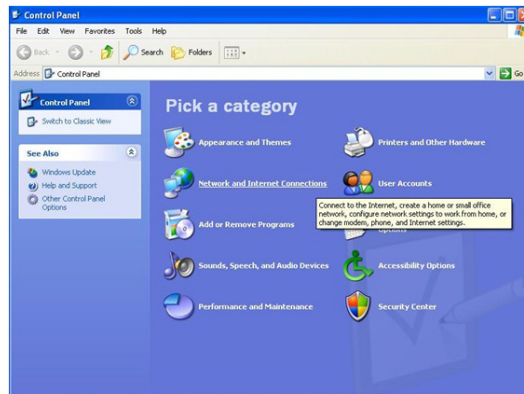 Control Panel
File Edit View Favorites Tools Help
Back Search Folders
Address Control Panel Go
Control Panel
Switch to Classic View
See Also
Windows Update
Help and Support
Other Control Panel
Options
Pick a category
Appearance and Themes
Printers and Other Hardware
Network and Internet Connections
User Accounts
Connect to the Internet, create a home or small office
network, configure network settings to work from home, or
change modem, phone, and Internet settings.
Add or Remove Programs
Options
Sounds, Speech, and Audio Devices
Accessibility Options
Performance and Maintenance
Security Center